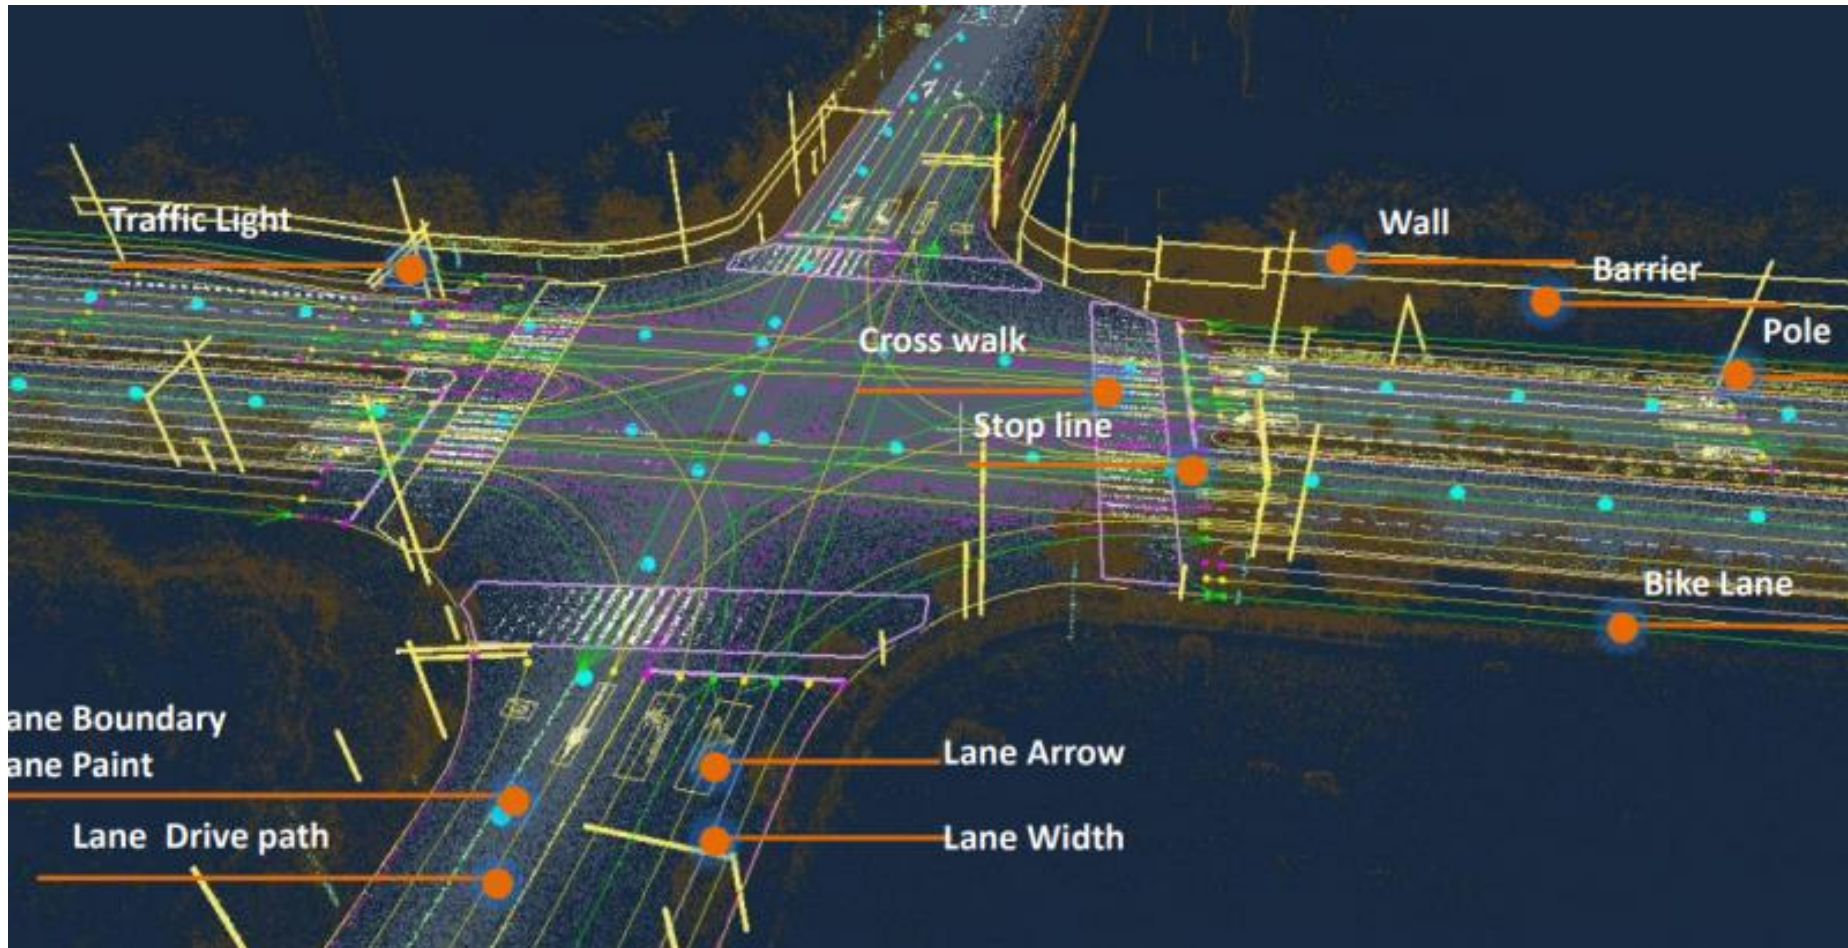 Traffic Light
Wall
Barrier
Pole
Cross walk
Stop line
Bike Lane
ane Boundary
ane Paint
Lane Arrow
Lane Drive path
Lane Width